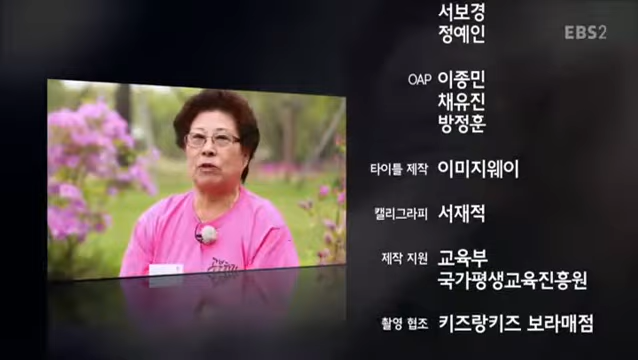 서보경
정예인
EBS2
OAP 이종민
채유진
방정훈
타이틀 제작 이미지웨이
캘리그라피 서재적
제작 지원 교육부
국가평생교육진흥원
촬영 협조 키즈랑키즈 보라매점